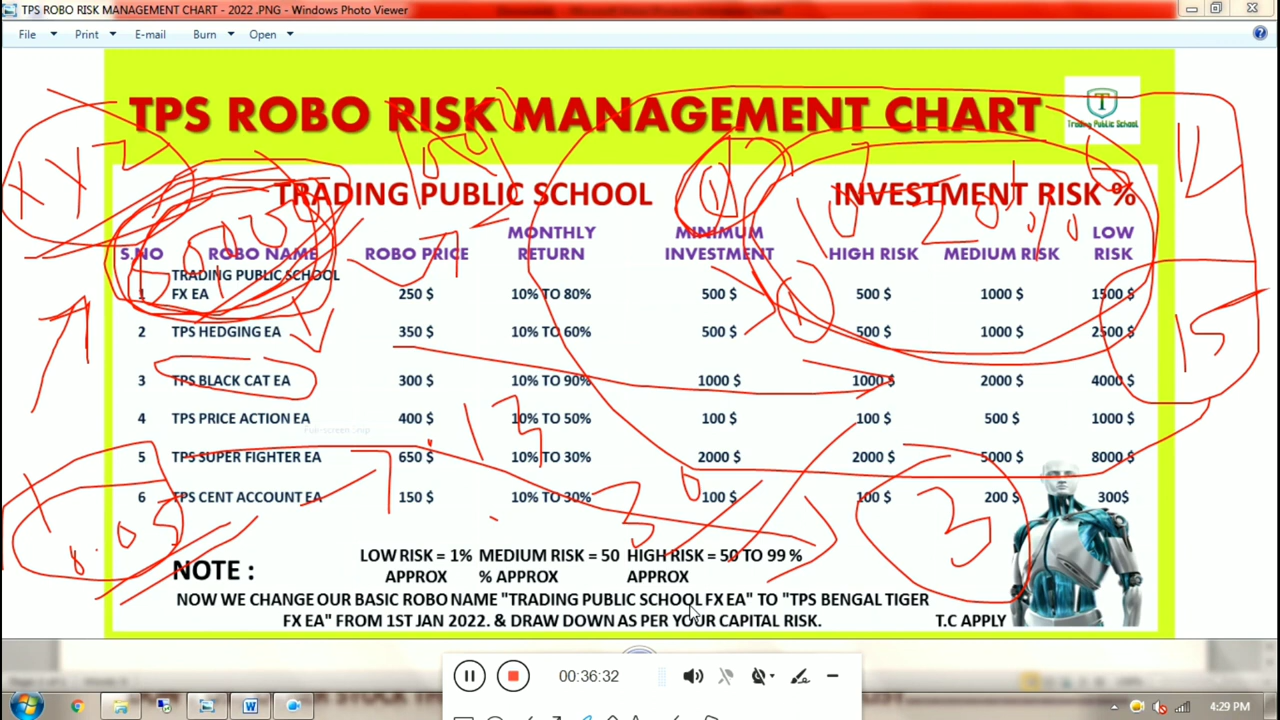 TPS ROBO RISK MANAGEMENT CHART - 2022 .PNG - Windows Photo Viewer
File Print E-mail Burn Open
TPS ROBO RISK MANAGEMENT CHART
T
Trading Public School
TRADING PUBLIC SCHOOL INVESTMENT RISK %
S.NO ROBO NAME ROBO PRICE MONTHLY RETURN MINIMUM INVESTMENT HIGH RISK MEDIUM RISK LOW RISK
1 TRADING PUBLIC SCHOOL FX EA 250 $ 10% TO 80% 500 $ 500 $ 1000 $ 1500 $
2 TPS HEDGING EA 350 $ 10% TO 60% 500 $ 500 $ 1000 $ 2500 $
3 TPS BLACK CAT EA 300 $ 10% TO 90% 1000 $ 1000 $ 2000 $ 4000 $
4 TPS PRICE ACTION EA 400 $ 10% TO 50% 100 $ 100 $ 500 $ 1000 $
5 TPS SUPER FIGHTER EA 650 $ 10% TO 30% 2000 $ 2000 $ 5000 $ 8000 $
6 TPS CENT ACCOUNT EA 150 $ 10% TO 30% 100 $ 100 $ 200 $ 300$
15
3
NOTE :
LOW RISK = 1% APPROX MEDIUM RISK = 50 % APPROX HIGH RISK = 50 TO 99 % APPROX
NOW WE CHANGE OUR BASIC ROBO NAME "TRADING PUBLIC SCHOOL FX EA" TO "TPS BENGAL TIGER
FX EA" FROM 1ST JAN 2022. & DRAW DOWN AS PER YOUR CAPITAL RISK. T.C APPLY
00:36:32
4:29 PM